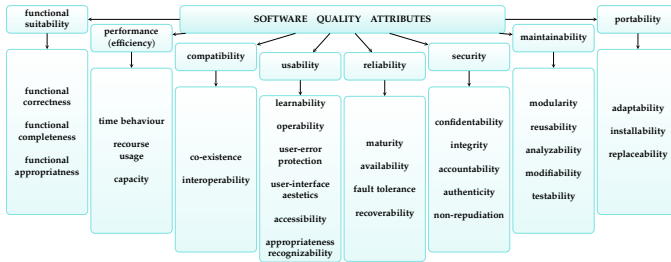 SOFTWARE QUALITY ATTRIBUTES
functional
suitability
functional
correctness
functional
completeness
functional
appropriatness
performance
(efficiency)
time behaviour
recourse
usage
capacity
compatibility
co-existence
interoperability
usability
learnability
operability
user-error
protection
user-interface
aestetics
accessibility
appropriateness
recognizability
reliability
maturity
availability
fault tolerance
recoverability
security
confidentability
integrity
accountability
authenticity
non-repudiation
maintainability
modularity
reusability
analyzability
modifiability
testability
portability
adaptability
installability
replaceability